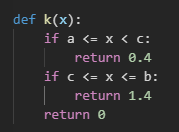 def k(x):
    if a <= x < c:
        return 0.4
    if c <= x <= b:
        return 1.4
    return 0